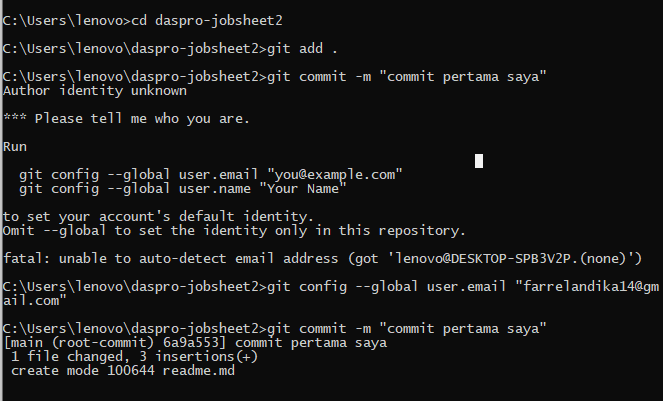 C:\Users\lenovo>cd daspro-jobsheet2
C:\Users\lenovo\daspro-jobsheet2>git add .
C:\Users\lenovo\daspro-jobsheet2>git commit -m "commit pertama saya"
Author identity unknown
*** Please tell me who you are.
Run
  git config --global user.email "you@example.com"
  git config --global user.name "Your Name"
to set your account's default identity.
Omit --global to set the identity only in this repository.
fatal: unable to auto-detect email address (got 'lenovo@DESKTOP-SPB3V2P.(none)')
C:\Users\lenovo\daspro-jobsheet2>git config --global user.email "farrelandika14@gm
ail.com"
C:\Users\lenovo\daspro-jobsheet2>git commit -m "commit pertama saya"
[main (root-commit) 6a9a553] commit pertama saya
 1 file changed, 3 insertions(+)
 create mode 100644 readme.md